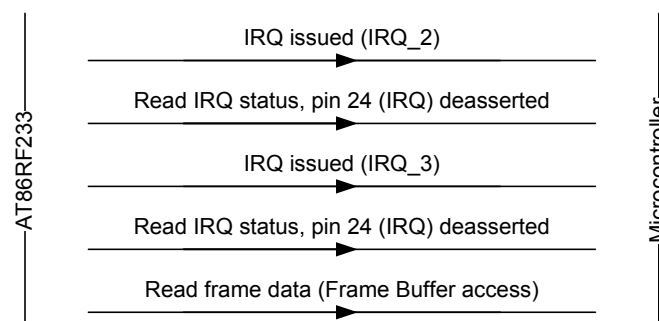 IRQ issued (IRQ_2)
Read IRQ status, pin 24 (IRQ) deasserted
IRQ issued (IRQ_3)
Read IRQ status, pin 24 (IRQ) deasserted
Read frame data (Frame Buffer access)
AT86RF233
Microcontroller